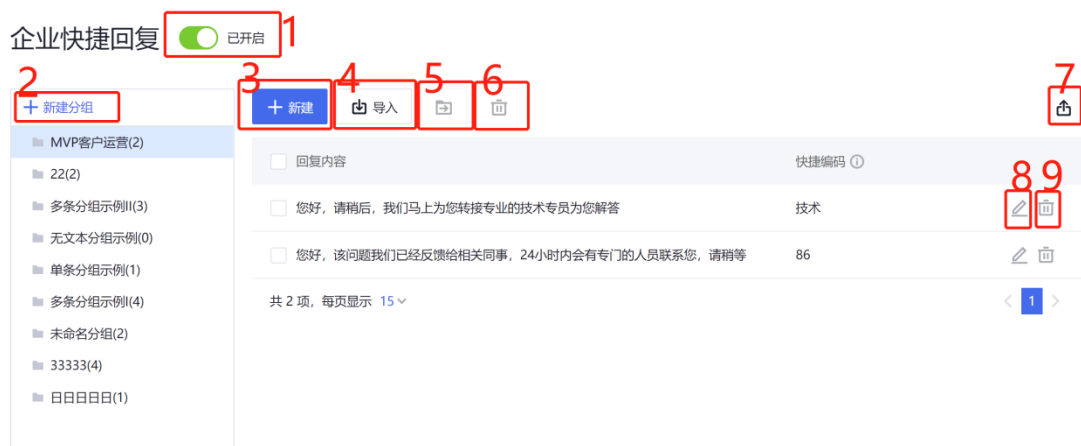 企业快捷回复 已开启 1
2 3 4 5 6 7
新建分组 新建 导入
MVP客户运营(2)
回复内容 快捷编码
22(2)
8 9
多条分组示例II(3) 您好，请稍后，我们马上为您转接专业的技术专员为您解答 技术
无文本分组示例(0)
您好，该问题我们已经反馈给相关同事，24小时内会有专门的人员联系您，请稍等 86
单条分组示例(1)
多条分组示例I(4) 共 2 项，每页显示 15 1
未命名分组(2)
33333(4)
日日日日日(1)